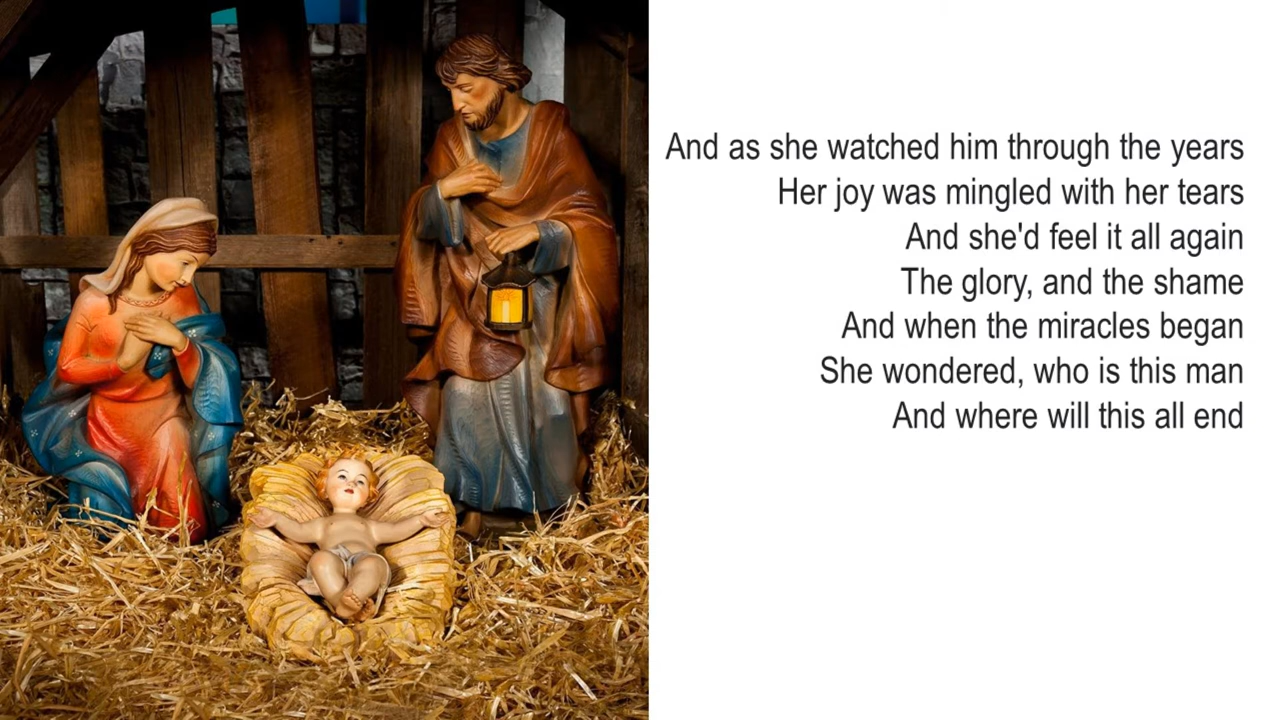 And as she watched him through the years
Her joy was mingled with her tears
And she'd feel it all again
The glory, and the shame
And when the miracles began
She wondered, who is this man
And where will this all end